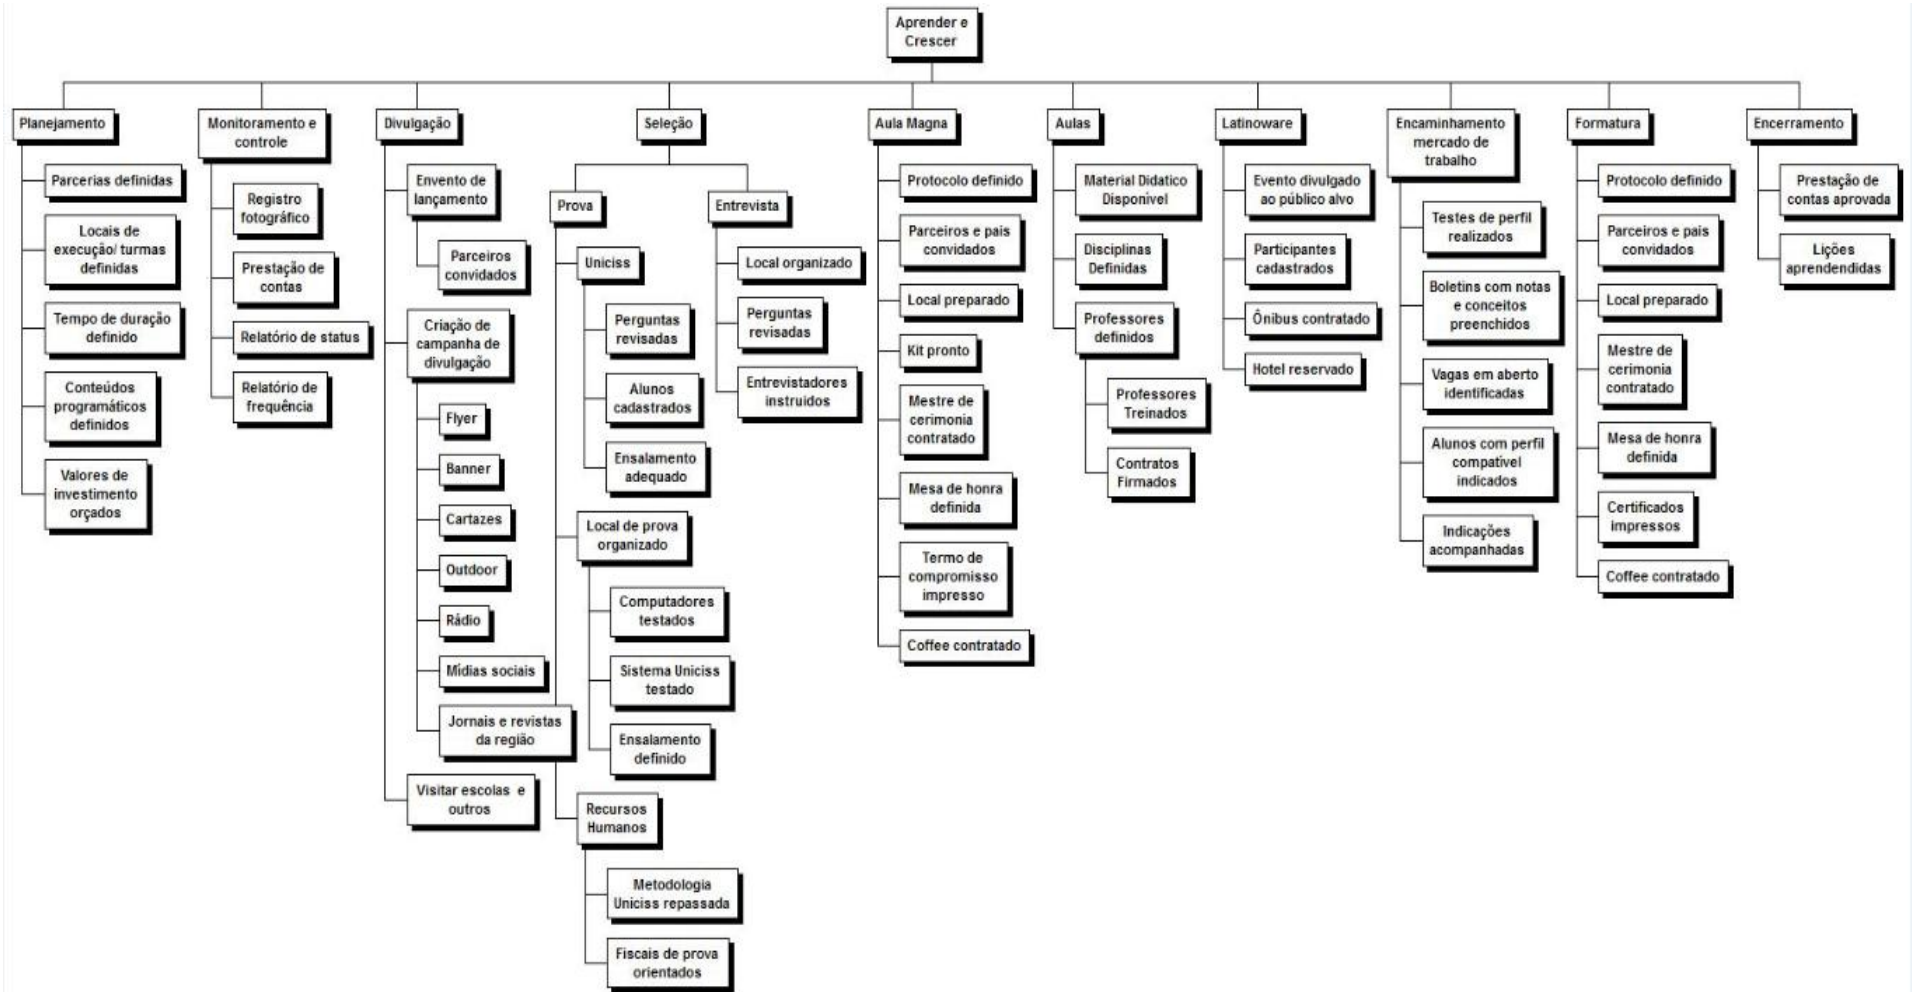 Aprender e
Crescer
Planejamento
Parcerias definidas
Locais de
execução/ turmas
definidas
Tempo de duração
definido
Conteúdos
programáticos
definidos
Valores de
investimento
orçados
Monitoramento e
controle
Registro
fotográfico
Prestação de
contas
Relatório de status
Relatório de
frequência
Divulgação
Envento de
lançamento
Parceiros
convidados
Criação de
campanha de
divulgação
Flyer
Banner
Cartazes
Outdoor
Rádio
Mídias sociais
Jornais e revistas
da região
Visitar escolas e
outros
Seleção
Prova
Uniciss
Perguntas
revisadas
Alunos
cadastrados
Ensalamento
adequado
Local de prova
organizado
Computadores
testados
Sistema Uniciss
testado
Ensalamento
definido
Recursos
Humanos
Metodologia
Uniciss repassada
Fiscais de prova
orientados
Entrevista
Local organizado
Perguntas
revisadas
Entrevistadores
instruidos
Aula Magna
Protocolo definido
Parceiros e pais
convidados
Local preparado
Kit pronto
Mestre de
cerimonia
contratado
Mesa de honra
definida
Termo de
compromisso
impresso
Coffee contratado
Aulas
Material Didatico
Disponível
Disciplinas
Definidas
Professores
definidos
Professores
Treinados
Contratos
Firmados
Latinoware
Evento divulgado
ao público alvo
Participantes
cadastrados
Ônibus contratado
Hotel reservado
Encaminhamento
mercado de
trabalho
Testes de perfil
realizados
Boletins com notas
e conceitos
preenchidos
Vagas em aberto
identificadas
Alunos com perfil
compatível
indicados
Indicações
acompanhadas
Formatura
Protocolo definido
Parceiros e pais
convidados
Local preparado
Mestre de
cerimonia
contratado
Mesa de honra
definida
Certificados
impressos
Coffee contratado
Encerramento
Prestação de
contas aprovada
Lições
aprendendidas